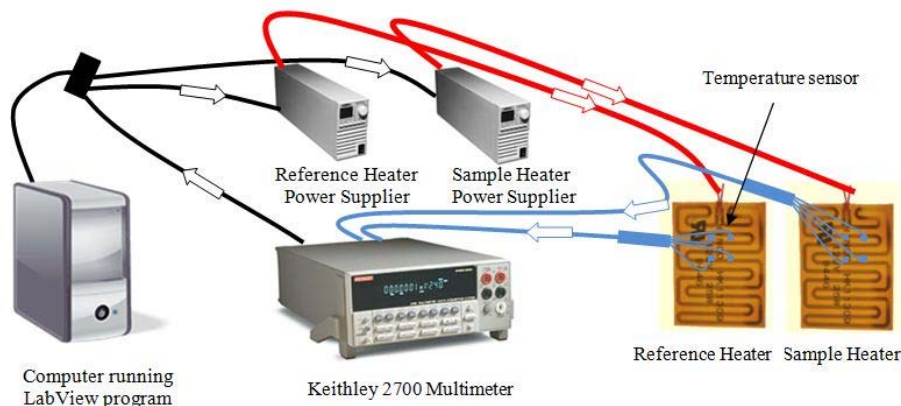 Temperature sensor
Reference Heater
Power Supplier
Sample Heater
Power Supplier
Reference Heater
Sample Heater
Computer running
LabView program
Keithley 2700 Multimeter